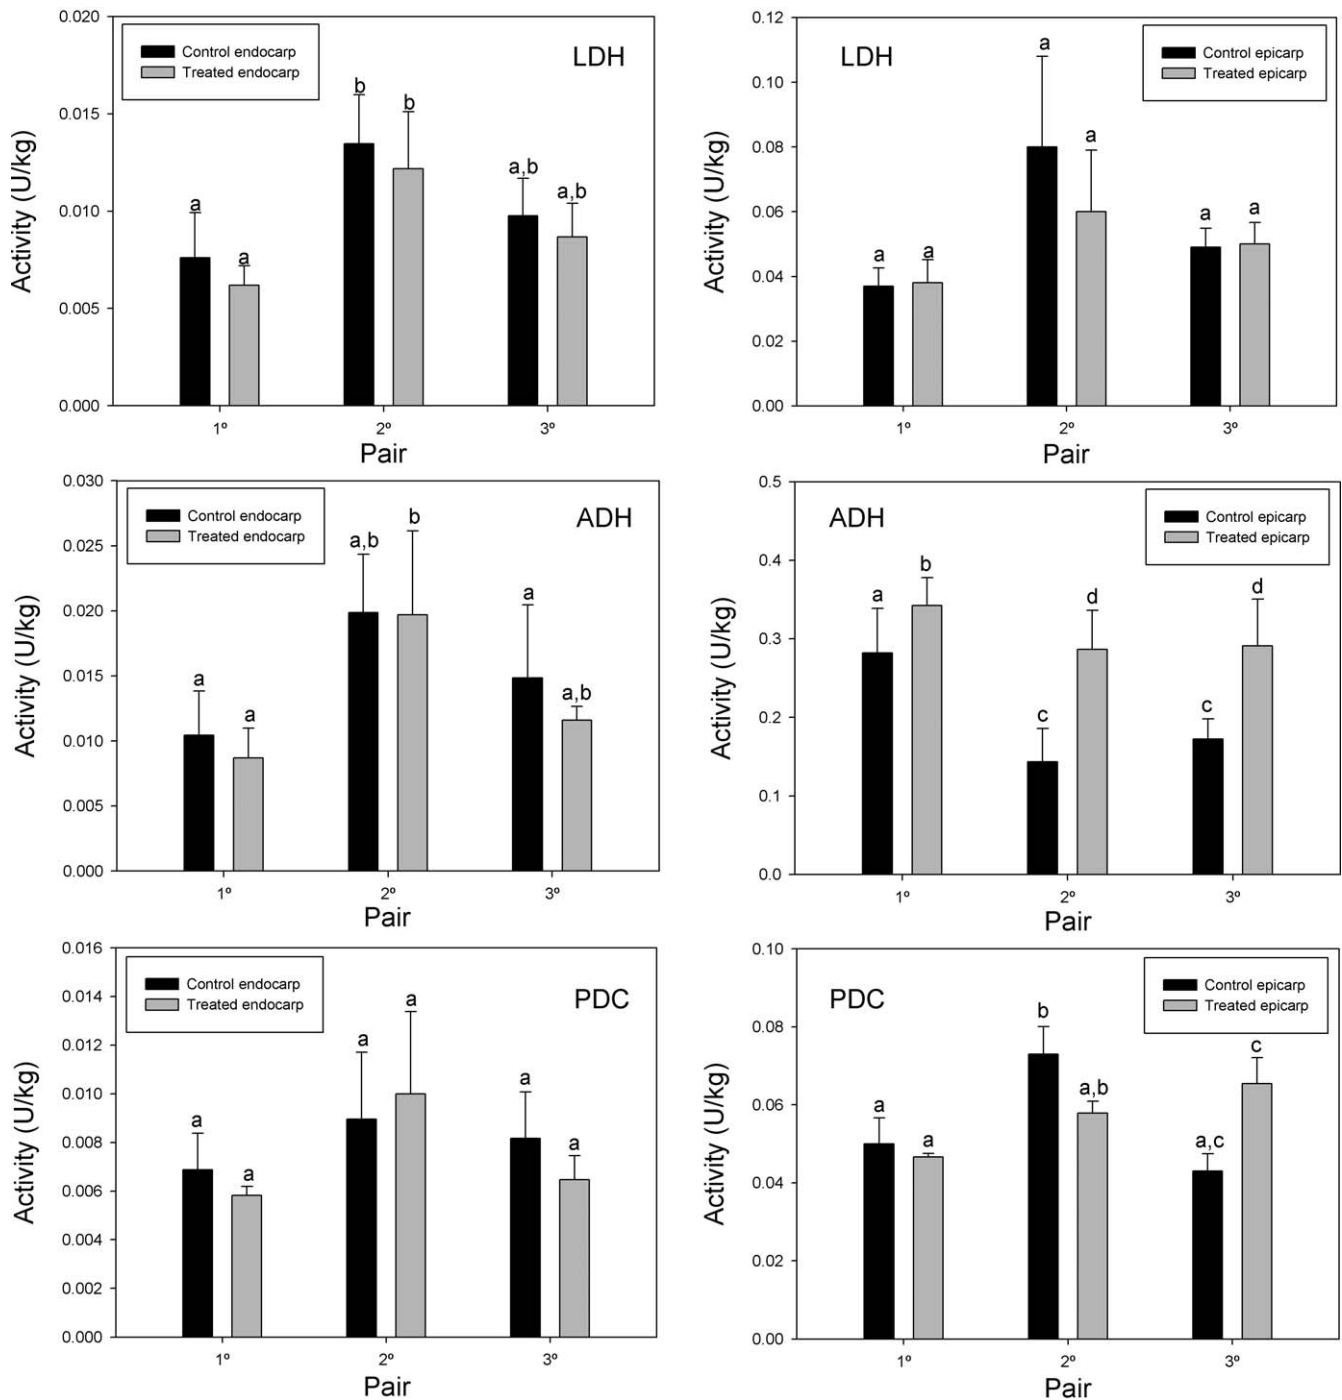 0.020
0.015
0.010
0.005
0.000
Activity (U/kg)
Control endocarp
Treated endocarp
LDH
a
a
b
b
a,b
a,b
1º
2º
3º
Pair
0.12
0.10
0.08
0.06
0.04
0.02
0.00
Activity (U/kg)
LDH
Control epicarp
Treated epicarp
a
a
a
a
a
a
1º
2º
3º
Pair
0.030
0.025
0.020
0.015
0.010
0.005
0.000
Activity (U/kg)
Control endocarp
Treated endocarp
ADH
a
a
a,b
b
a
a,b
1º
2º
3º
Pair
0.5
0.4
0.3
0.2
0.1
0.0
Activity (U/kg)
ADH
Control epicarp
Treated epicarp
a
b
c
d
c
d
1º
2º
3º
Pair
0.016
0.014
0.012
0.010
0.008
0.006
0.004
0.002
0.000
Activity (U/kg)
Control endocarp
Treated endocarp
PDC
a
a
a
a
a
a
1º
2º
3º
Pair
0.10
0.08
0.06
0.04
0.02
0.00
Activity (U/kg)
PDC
Control epicarp
Treated epicarp
a
a
b
a,b
a,c
c
1º
2º
3º
Pair